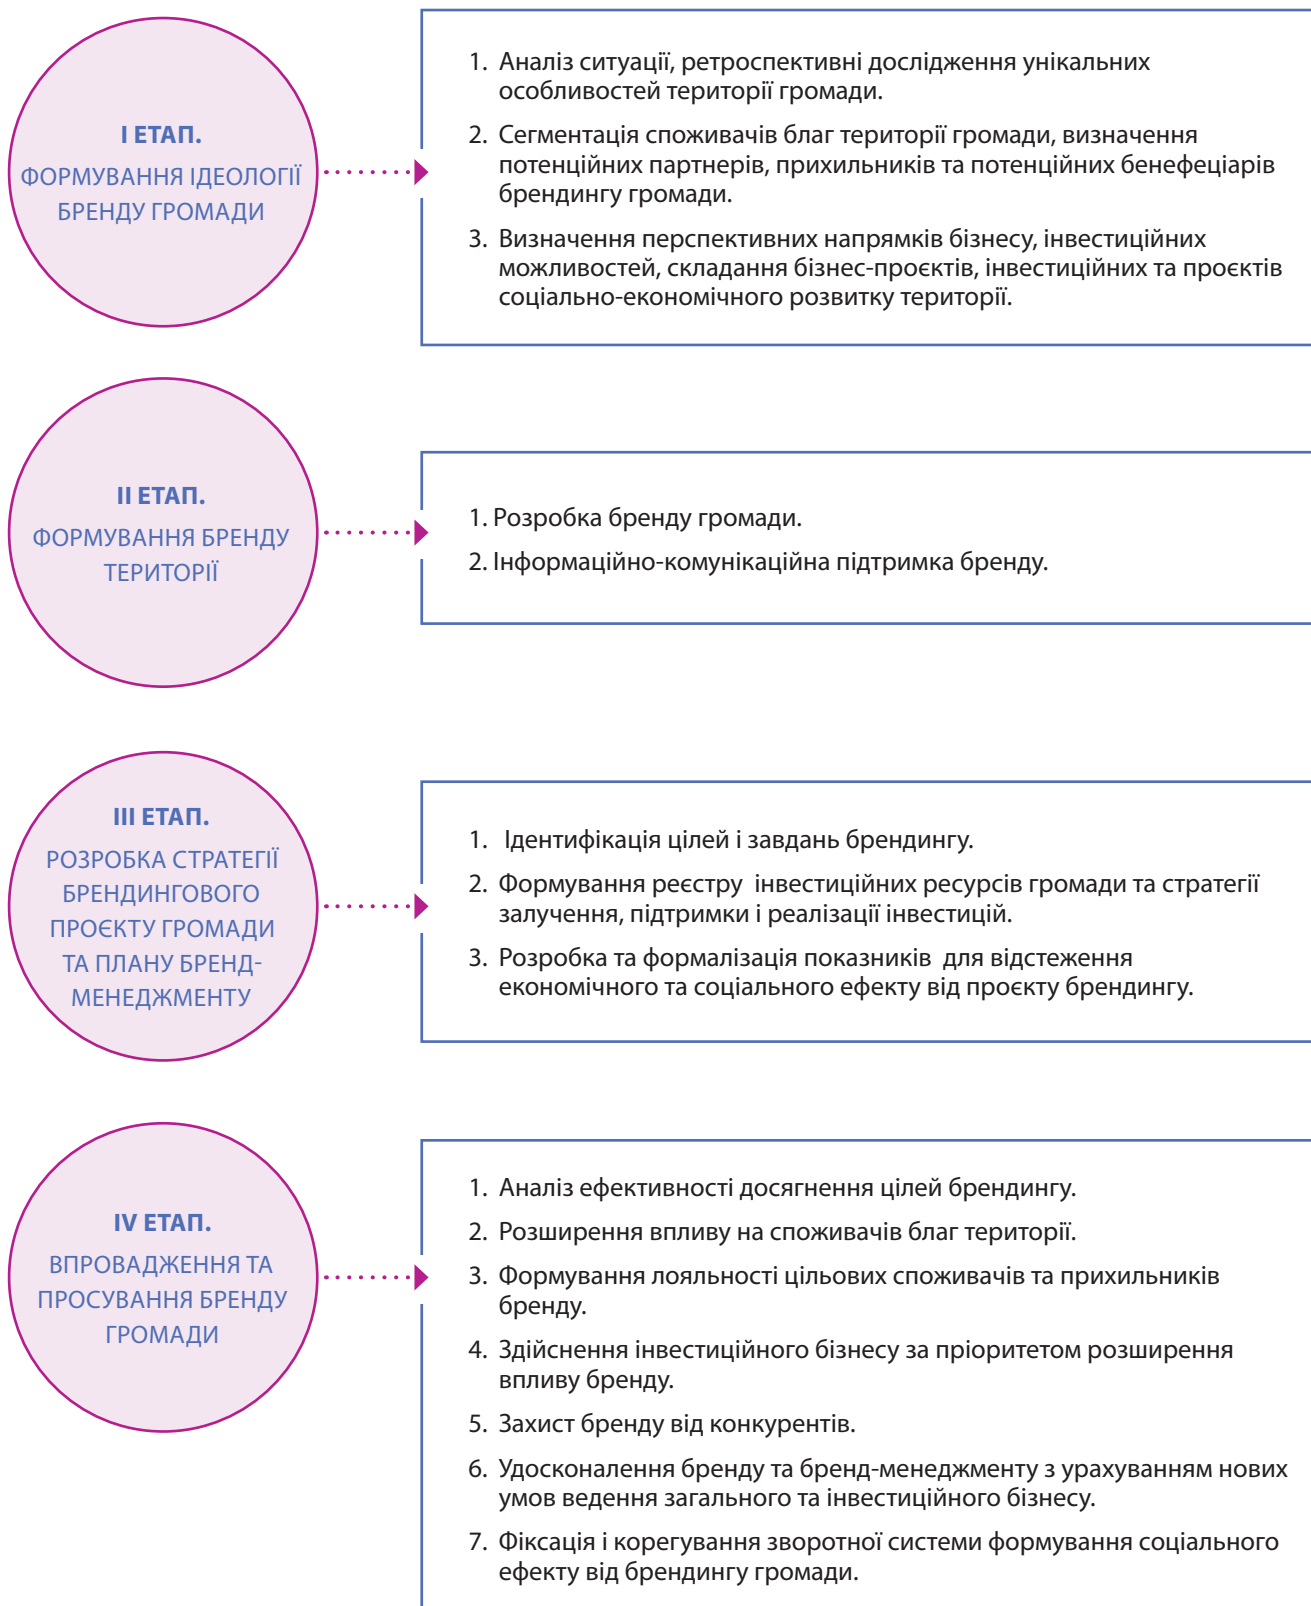 І ЕТАП.
ФОРМУВАННЯ ІДЕОЛОГІЇ
БРЕНДУ ГРОМАДИ
1. Аналіз ситуації, ретроспективні дослідження унікальних
особливостей території громади.
2. Сегментація споживачів благ території громади, визначення
потенційних партнерів, прихильників та потенційних бенефеціарів
брендингу громади.
3. Визначення перспективних напрямків бізнесу, інвестиційних
можливостей, складання бізнес-проєктів, інвестиційних та проєктів
соціально-економічного розвитку території.
ІІ ЕТАП.
ФОРМУВАННЯ БРЕНДУ
ТЕРИТОРІЇ
1. Розробка бренду громади.
2. Інформаційно-комунікаційна підтримка бренду.
ІІІ ЕТАП.
РОЗРОБКА СТРАТЕГІЇ
БРЕНДИНГОВОГО
ПРОЄКТУ ГРОМАДИ
ТА ПЛАНУ БРЕНД-
МЕНЕДЖМЕНТУ
1. Ідентифікація цілей і завдань брендингу.
2. Формування реєстру інвестиційних ресурсів громади та стратегії
залучення, підтримки і реалізації інвестицій.
3. Розробка та формалізація показників для відстеження
економічного та соціального ефекту від проєкту брендингу.
IV ЕТАП.
ВПРОВАДЖЕННЯ ТА
ПРОСУВАННЯ БРЕНДУ
ГРОМАДИ
1. Аналіз ефективності досягнення цілей брендингу.
2. Розширення впливу на споживачів благ території.
3. Формування лояльності цільових споживачів та прихильників
бренду.
4. Здійснення інвестиційного бізнесу за пріоритетом розширення
впливу бренду.
5. Захист бренду від конкурентів.
6. Удосконалення бренду та бренд-менеджменту з урахуванням нових
умов ведення загального та інвестиційного бізнесу.
7. Фіксація і корегування зворотної системи формування соціального
ефекту від брендингу громади.